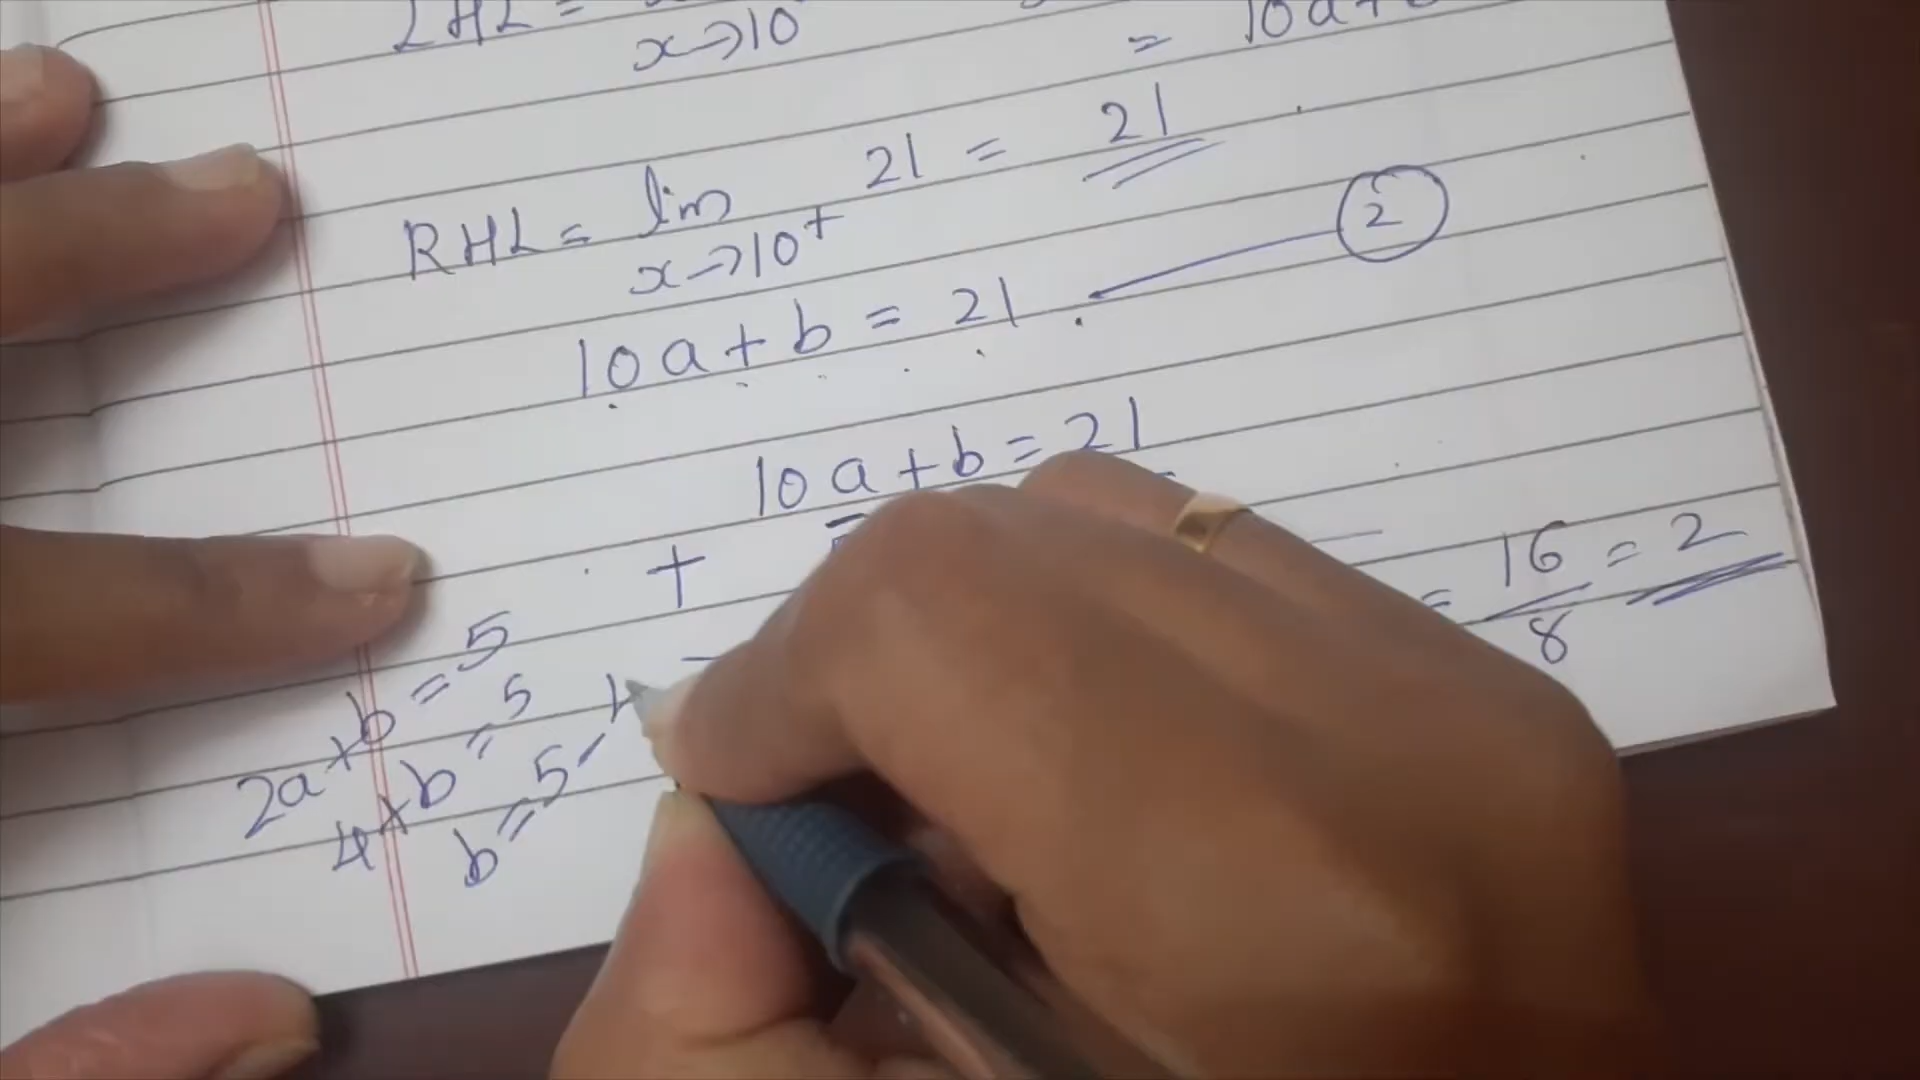 LHL =
x→10
= 10a+
RHL = lim 21 = 21
x→10⁺
2
10a + b = 21
10a + b = 21
+
= 16/8 = 2
2a + b = 5
4 + b = 5
b = 5 -